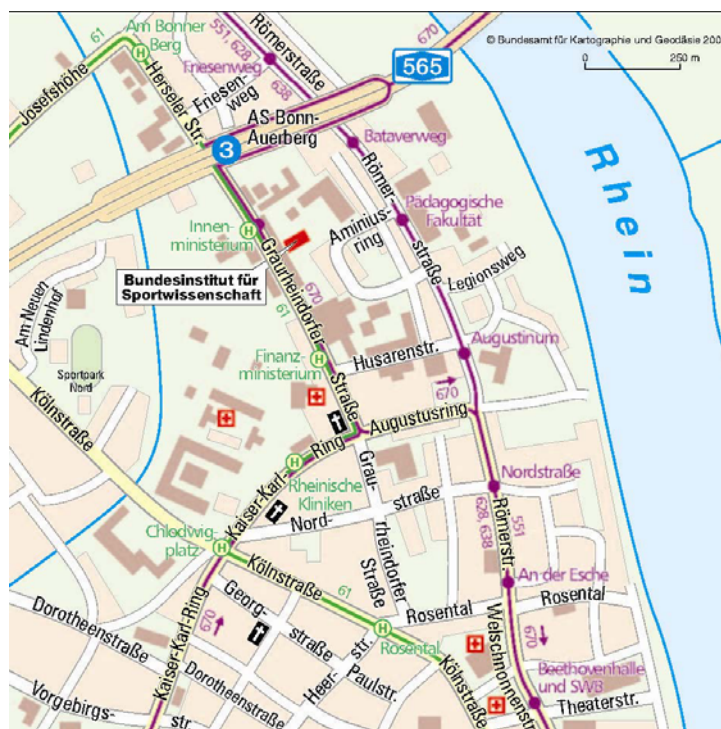 © Bundesamt für Kartographie und Geodäsie 200
0
250 m
Am Bonner
Berg
61
Josefshöhe
Herseler Str.
551, 628
Römerstraße
Friesenweg
Friesen-
weg
638
670
565
AS Bonn-
Auerberg
3
Bataverweg
Römer-
straße
Rhein
Innen-
ministerium
Graurheindorfer
Straße
Aminius-
ring
Pädagogische
Fakultät
Bundesinstitut für
Sportwissenschaft
670
61
Legionsweg
Am Neuen
Lindenhof
Sportpark
Nord
Kölnstraße
Finanz-
ministerium
Husarenstr.
Augustinum
670
Augustusring
Kaiser-Karl-
Ring
Rheinische
Kliniken
Grau-
rheindorfer
Straße
Nord-
straße
Nordstraße
628, 638
551
Römerstr.
Chlodwig-
platz
Kölnstraße
61
An der Esche
Rosental
Rosental
Dorotheenstraße
Georg-
straße
Kaiser-Karl-Ring
670
Rosental
Welschnonnenstr.
670
Dorotheenstraße
Heer-
str.
Paulstr.
Kölnstraße
Beethovenhalle
und SWB
Theaterstr.
Vorgebirgs-
str.
H
H
H
H
H
H